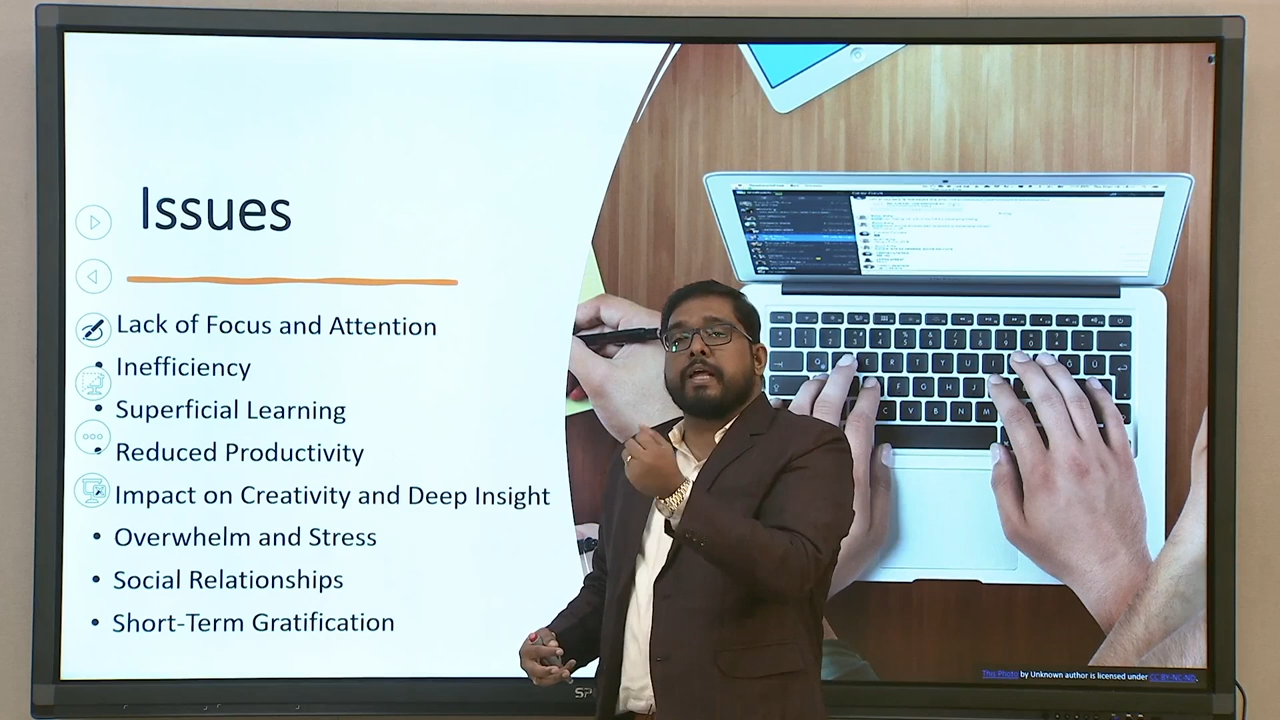 Issues
Lack of Focus and Attention
• Inefficiency
• Superficial Learning
• Reduced Productivity
Impact on Creativity and Deep Insight
• Overwhelm and Stress
• Social Relationships
• Short-Term Gratification
This Photo by Unknown author is licensed under CC BY-NC-ND.